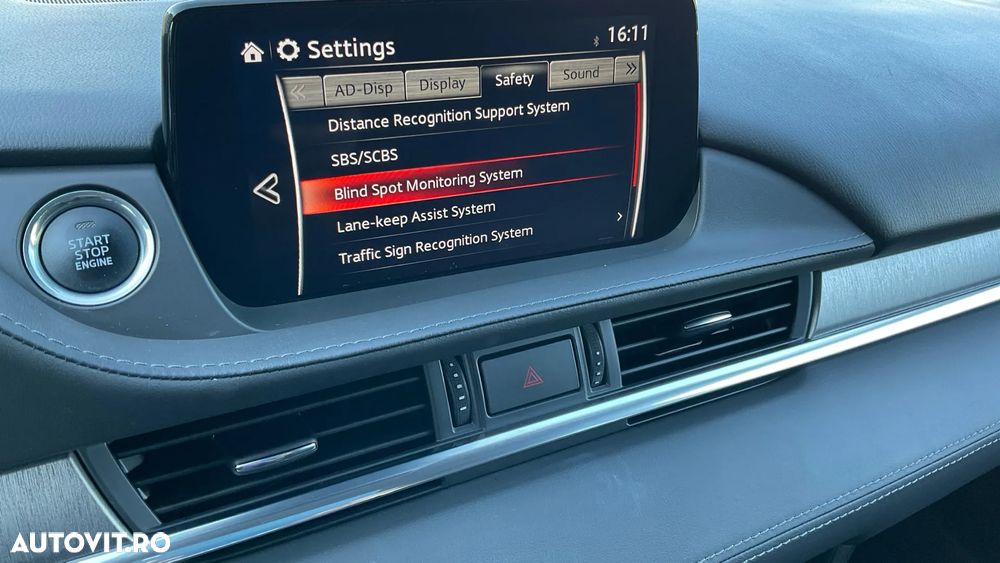 Settings
16:11
AD-Disp
Display
Safety
Sound
Distance Recognition Support System
SBS/SCBS
Blind Spot Monitoring System
Lane-keep Assist System
Traffic Sign Recognition System
START
STOP
ENGINE
AUTOVIT.RO